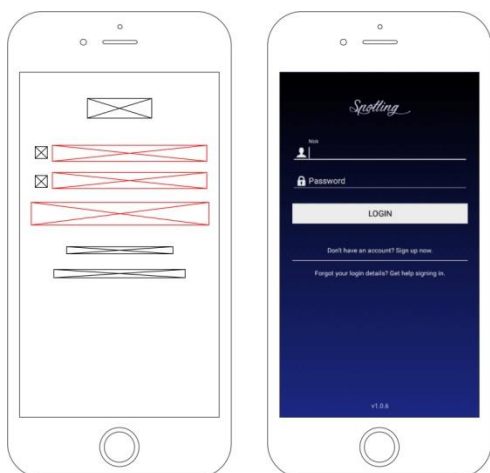 Spotting
Nick
Password
LOGIN
Don't have an account? Sign up now.
Forgot your login details? Get help signing in.
v1.0.6